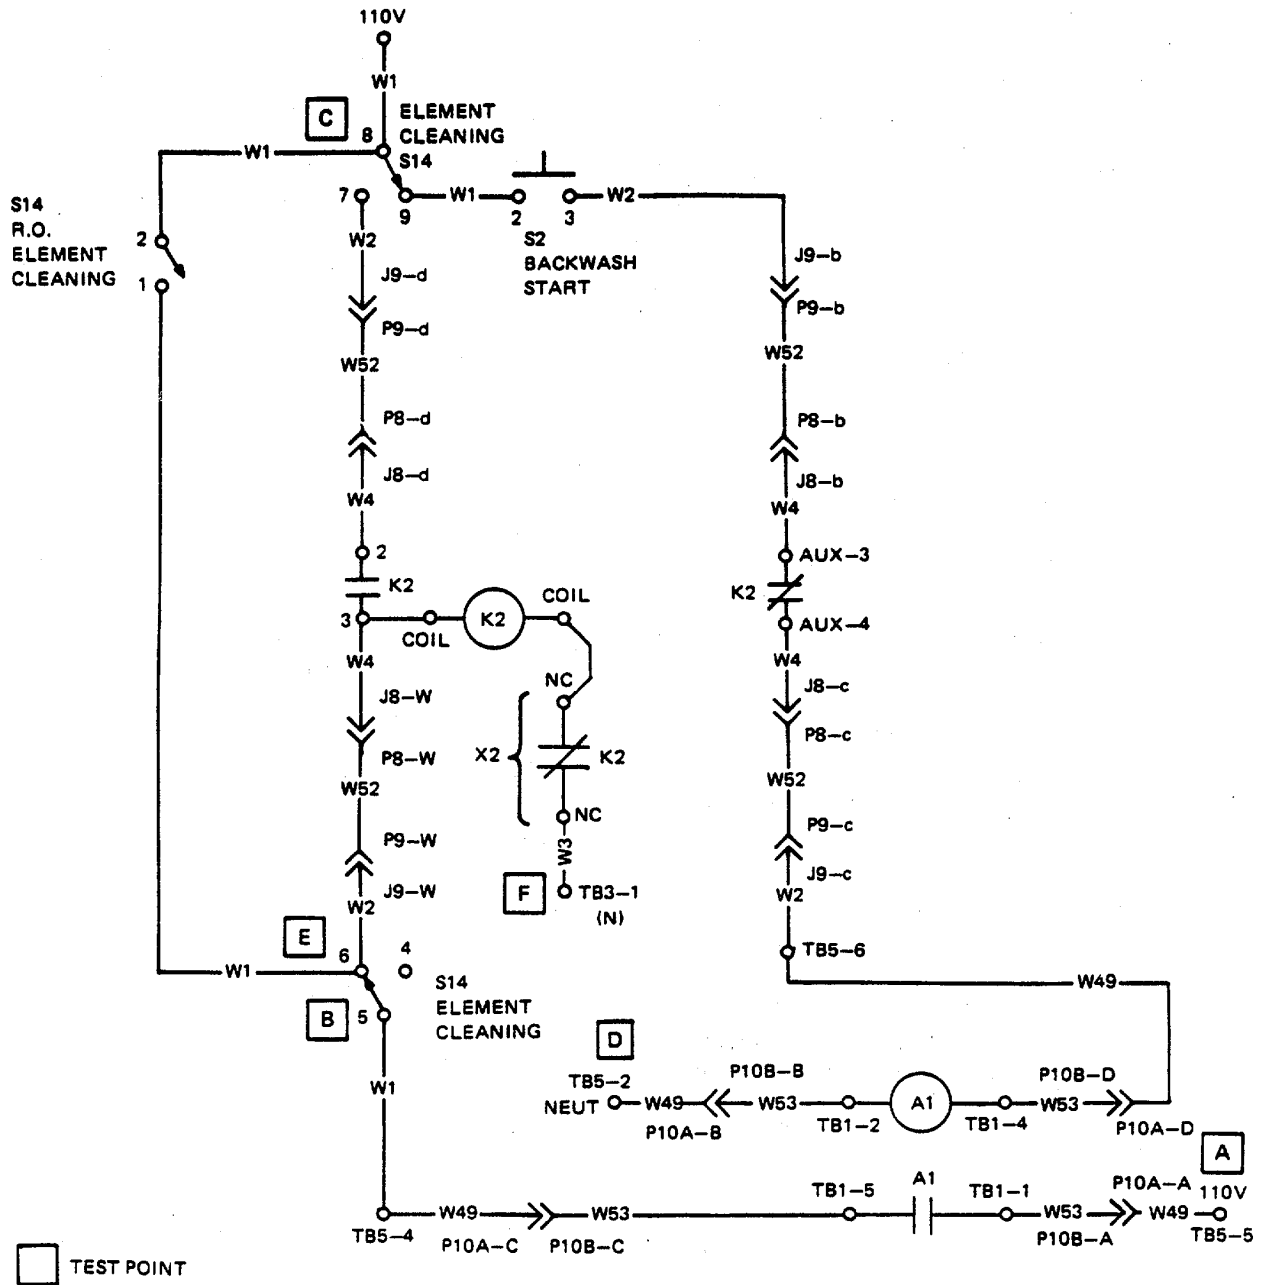 110V
W1
C
8
ELEMENT
CLEANING
S14
W1
7
9
W1
2
3
W2
S2
BACKWASH
START
S14
R.O.
ELEMENT
CLEANING
2
1
W2
J9-d
P9-d
W52
P8-d
J8-d
W4
2
K2
3
COIL
K2
COIL
W4
J8-W
P8-W
W52
P9-W
J9-W
W2
NC
X2
K2
NC
W3
F
TB3-1
(N)
J9-b
P9-b
W52
P8-b
J8-b
W4
AUX-3
K2
AUX-4
W4
J8-c
P8-c
W52
P9-c
J9-c
W2
TB5-6
W49
E
6
4
W1
S14
ELEMENT
CLEANING
B
5
W1
D
TB5-2
NEUT
W49
P10B-B
P10A-B
W53
TB1-2
A1
TB1-4
P10B-D
W53
P10A-D
A
TB5-4
W49
P10A-C
P10B-C
W53
TB1-5
A1
TB1-1
W53
P10B-A
P10A-A
W49
110V
TB5-5
TEST POINT